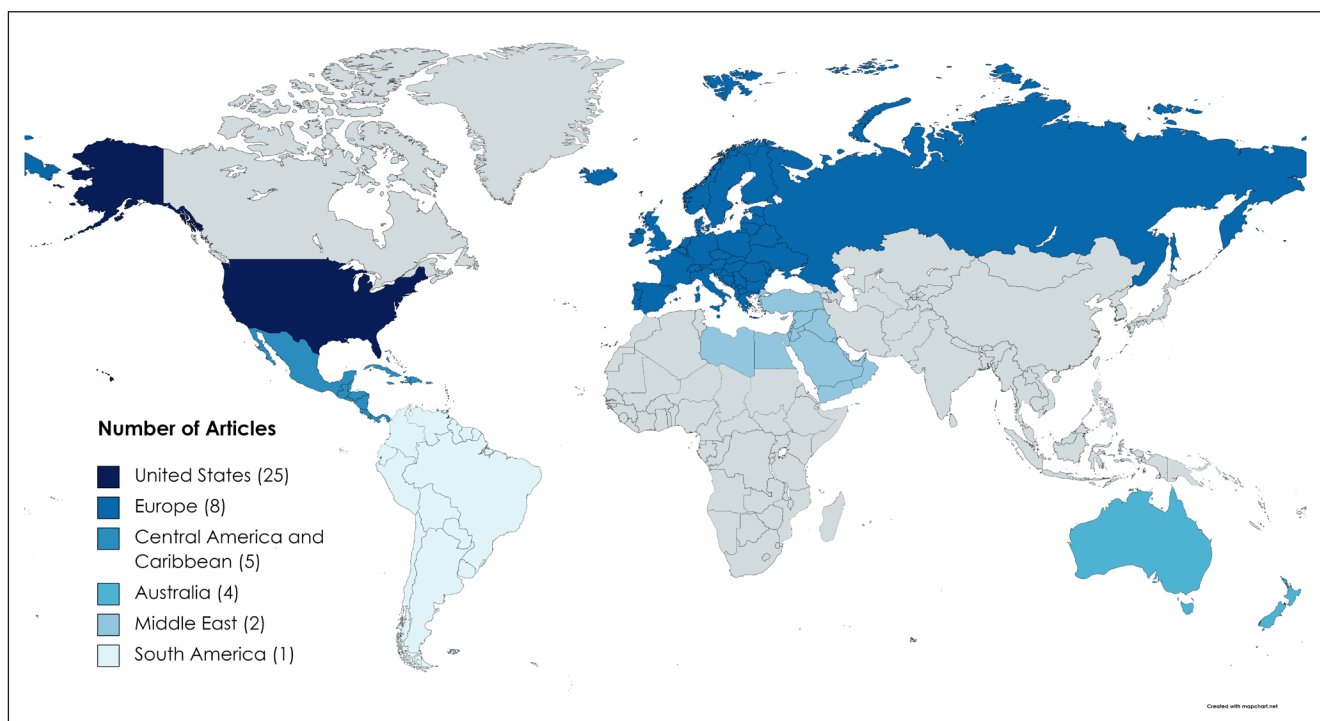 Number of Articles
United States (25)
Europe (8)
Central America and
Caribbean (5)
Australia (4)
Middle East (2)
South America (1)
Created with mapchart.net